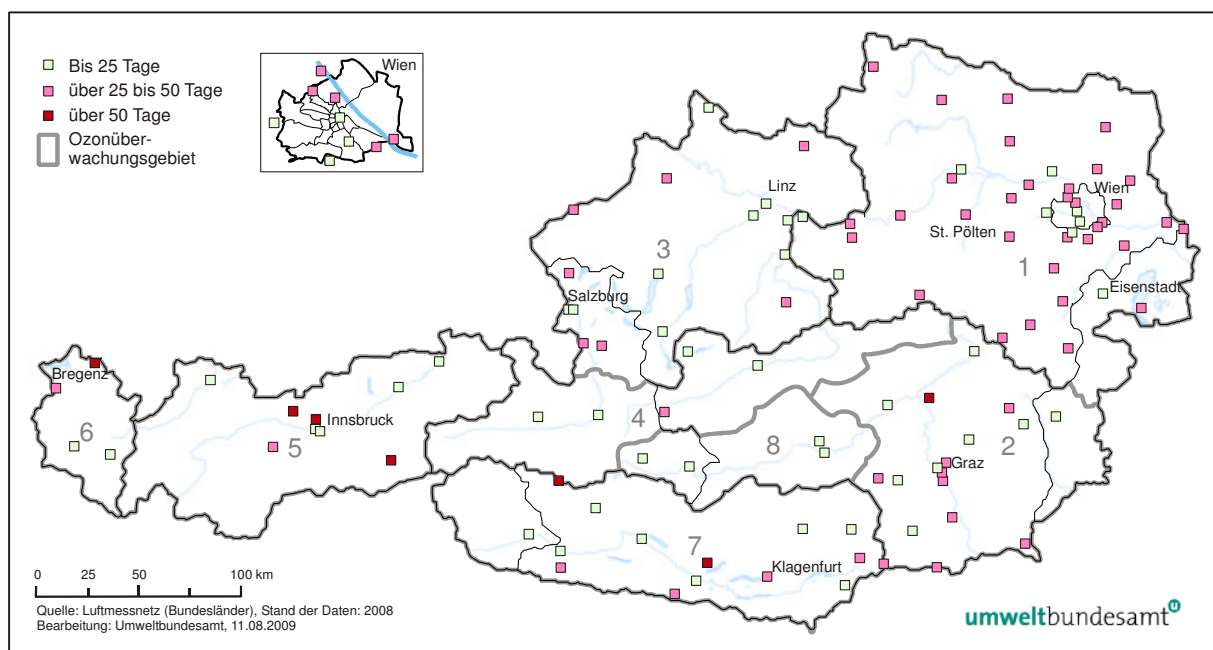 Bis 25 Tage
über 25 bis 50 Tage
über 50 Tage
Ozonüber-
wachungsgebiet
Wien
Linz
Wien
St. Pölten
3
1
Salzburg
Eisenstadt
Bregenz
Innsbruck
6
5
4
8
2
Graz
7
Klagenfurt
0 25 50 100 km
Quelle: Luftmessnetz (Bundesländer), Stand der Daten: 2008
Bearbeitung: Umweltbundesamt, 11.08.2009
umweltbundesamt u